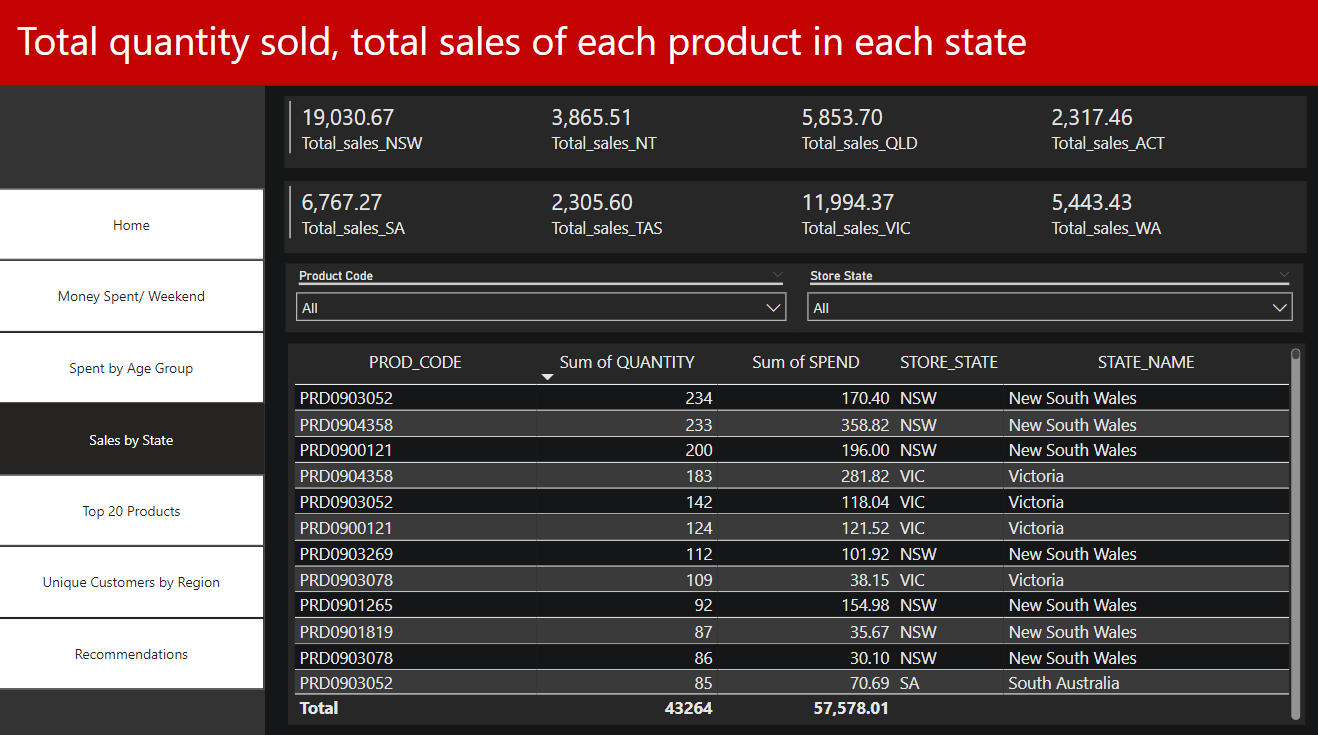 Total quantity sold, total sales of each product in each state
19,030.67 3,865.51 5,853.70 2,317.46
Total_sales_NSW Total_sales_NT Total_sales_QLD Total_sales_ACT
6,767.27 2,305.60 11,994.37 5,443.43
Total_sales_SA Total_sales_TAS Total_sales_VIC Total_sales_WA
Home
Money Spent/ Weekend
Spent by Age Group
Sales by State
Top 20 Products
Unique Customers by Region
Recommendations
Product Code Store State
All All
PROD_CODE Sum of QUANTITY Sum of SPEND STORE_STATE STATE_NAME
PRD0903052 234 170.40 NSW New South Wales
PRD0904358 233 358.82 NSW New South Wales
PRD0900121 200 196.00 NSW New South Wales
PRD0904358 183 281.82 VIC Victoria
PRD0903052 142 118.04 VIC Victoria
PRD0900121 124 121.52 VIC Victoria
PRD0903269 112 101.92 NSW New South Wales
PRD0903078 109 38.15 VIC Victoria
PRD0901265 92 154.98 NSW New South Wales
PRD0901819 87 35.67 NSW New South Wales
PRD0903078 86 30.10 NSW New South Wales
PRD0903052 85 70.69 SA South Australia
Total 43264 57,578.01